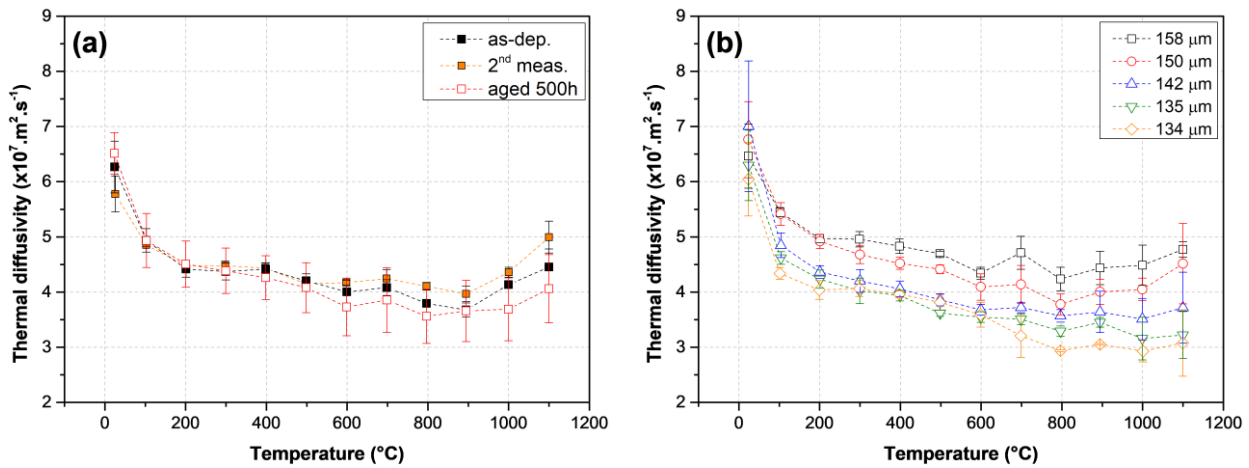 (a)
as-dep.
2nd meas.
aged 500h
Thermal diffusivity (x10⁷.m².s⁻¹)
9
8
7
6
5
4
3
2
0 200 400 600 800 1000 1200
Temperature (°C)
(b)
158 μm
150 μm
142 μm
135 μm
134 μm
Thermal diffusivity (x10⁷.m².s⁻¹)
9
8
7
6
5
4
3
2
0 200 400 600 800 1000 1200
Temperature (°C)